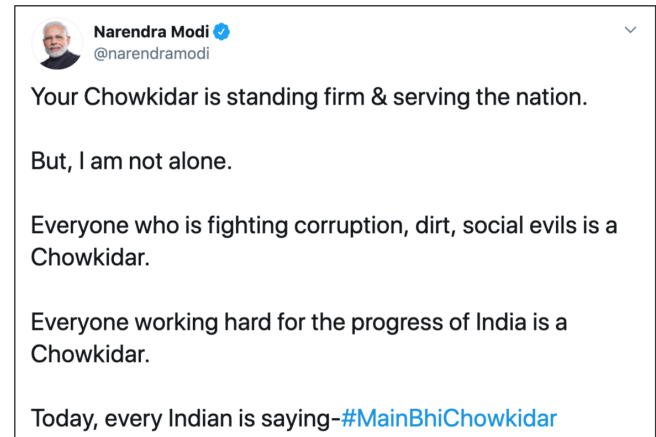 Narendra Modi
@narendramodi
Your Chowkidar is standing firm & serving the nation.
But, I am not alone.
Everyone who is fighting corruption, dirt, social evils is a
Chowkidar.
Everyone working hard for the progress of India is a
Chowkidar.
Today, every Indian is saying-#MainBhiChowkidar